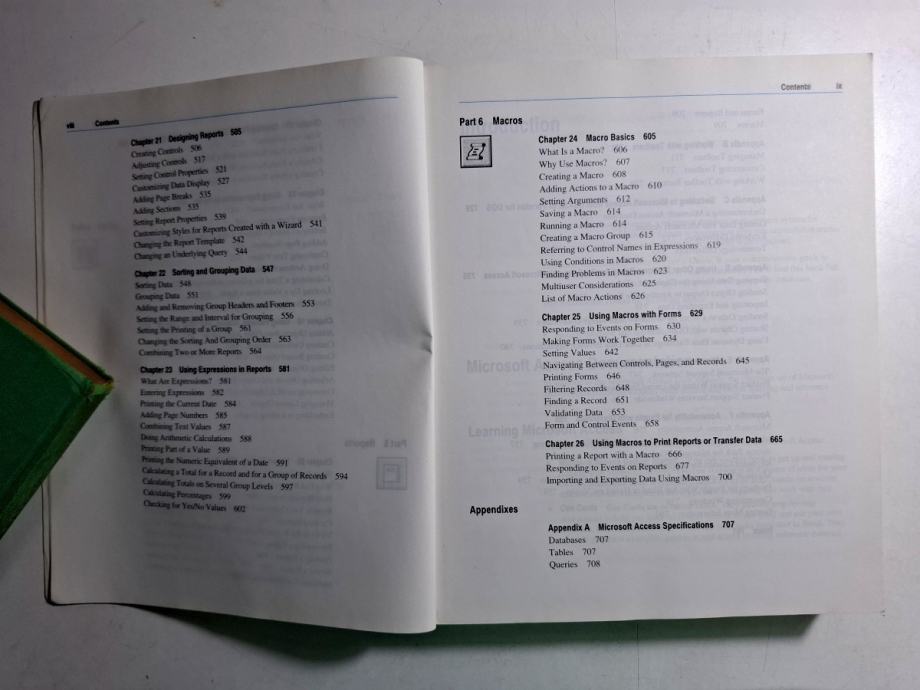 viii Contents
Chapter 21 Designing Reports 505
Creating Controls 506
Adjusting Controls 517
Setting Control Properties 521
Customizing Data Display 527
Adding Page Breaks 535
Adding Sections 535
Setting Report Properties 539
Customizing Styles for Reports Created with a Wizard 541
Changing the Report Template 542
Changing an Underlying Query 544
Chapter 22 Sorting and Grouping Data 547
Sorting Data 548
Grouping Data 551
Adding and Removing Group Headers and Footers 553
Setting the Range and Interval for Grouping 556
Setting the Printing of a Group 561
Changing the Sorting And Grouping Order 563
Combining Two or More Reports 564
Chapter 23 Using Expressions in Reports 581
What Are Expressions? 581
Entering Expressions 582
Printing the Current Date 584
Adding Page Numbers 585
Combining Text Values 587
Doing Arithmetic Calculations 588
Printing Part of a Value 589
Printing the Numeric Equivalent of a Date 591
Calculating a Total for a Record and for a Group of Records 594
Calculating Totals on Several Group Levels 597
Calculating Percentages 599
Checking for Yes/No Values 602
Contents ix
Part 6 Macros
Chapter 24 Macro Basics 605
What Is a Macro? 606
Why Use Macros? 607
Creating a Macro 608
Adding Actions to a Macro 610
Setting Arguments 612
Saving a Macro 614
Running a Macro 614
Creating a Macro Group 615
Referring to Control Names in Expressions 619
Using Conditions in Macros 620
Finding Problems in Macros 623
Multiuser Considerations 625
List of Macro Actions 626
Chapter 25 Using Macros with Forms 629
Responding to Events on Forms 630
Making Forms Work Together 634
Setting Values 642
Navigating Between Controls, Pages, and Records 645
Printing Forms 646
Filtering Records 648
Finding a Record 651
Validating Data 653
Form and Control Events 658
Chapter 26 Using Macros to Print Reports or Transfer Data 665
Printing a Report with a Macro 666
Responding to Events on Reports 677
Importing and Exporting Data Using Macros 700
Appendixes
Appendix A Microsoft Access Specifications 707
Databases 707
Tables 707
Queries 708